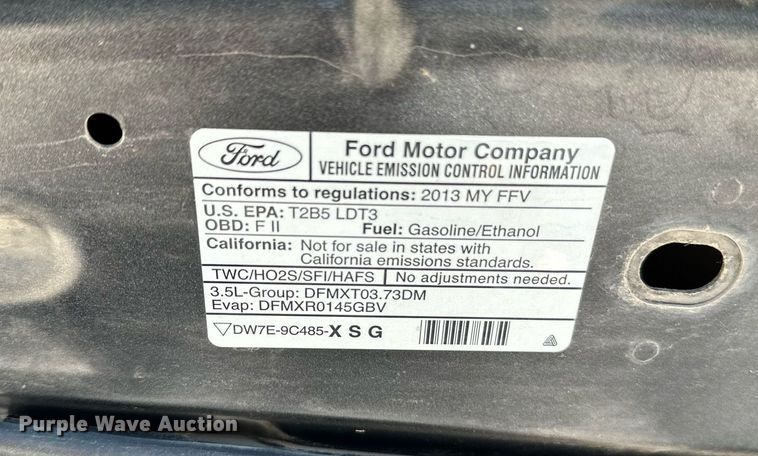 Ford
Ford Motor Company
VEHICLE EMISSION CONTROL INFORMATION
Conforms to regulations: 2013 MY FFV
U.S. EPA: T2B5 LDT3
OBD: F II Fuel: Gasoline/Ethanol
California: Not for sale in states with
California emissions standards.
TWC/HO2S/SFI/HAFS No adjustments needed.
3.5L-Group: DFMXT03.73DM
Evap: DFMXR0145GBV
DW7E-9C485-X S G
Purple Wave Auction